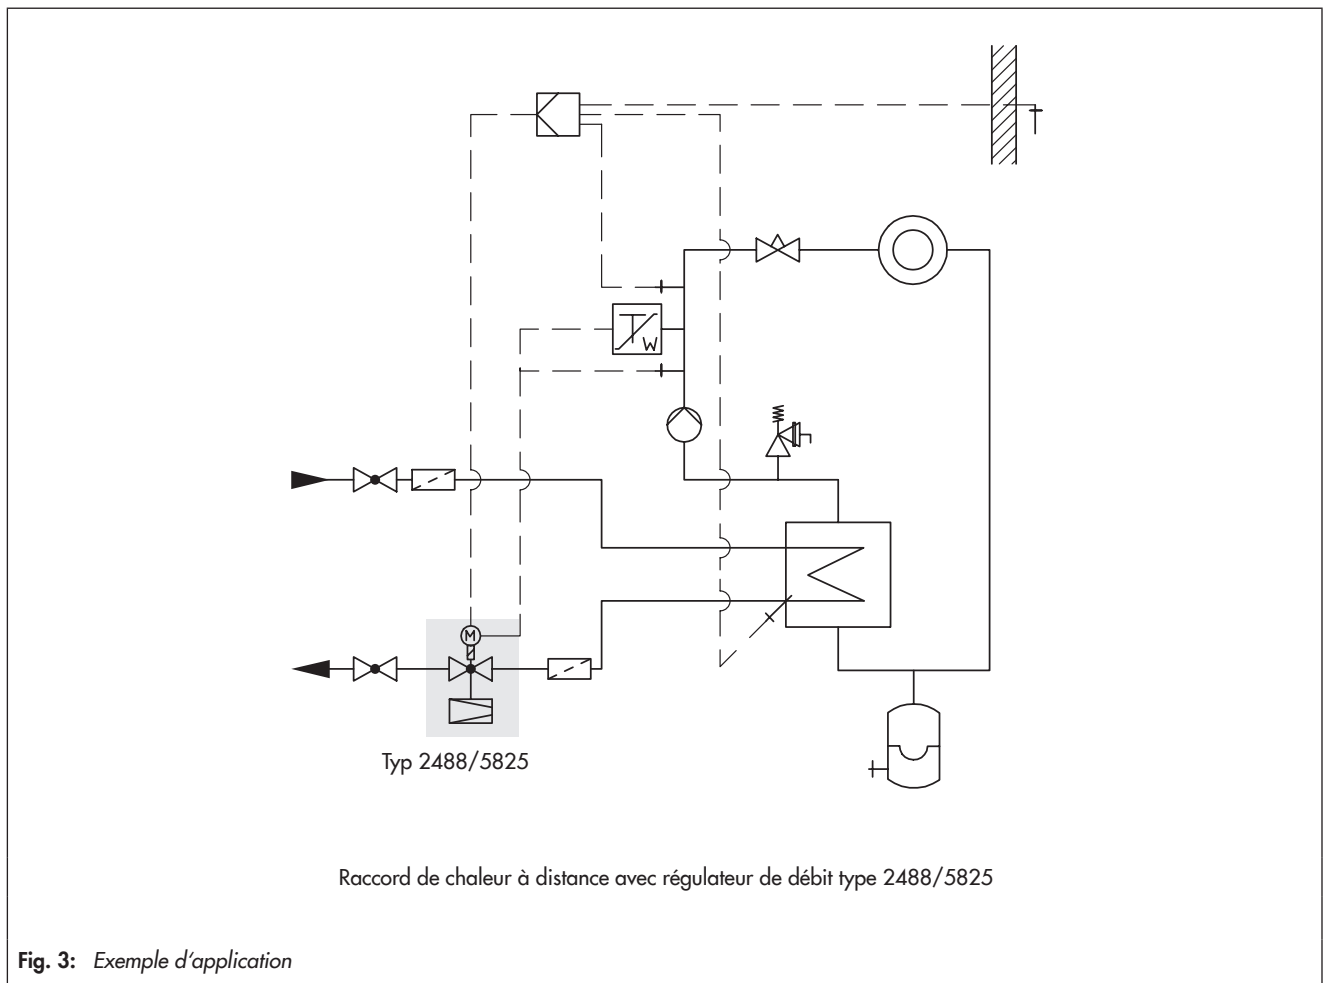 T
W
M
Typ 2488/5825
Raccord de chaleur à distance avec régulateur de débit type 2488/5825
Fig. 3: Exemple d'application